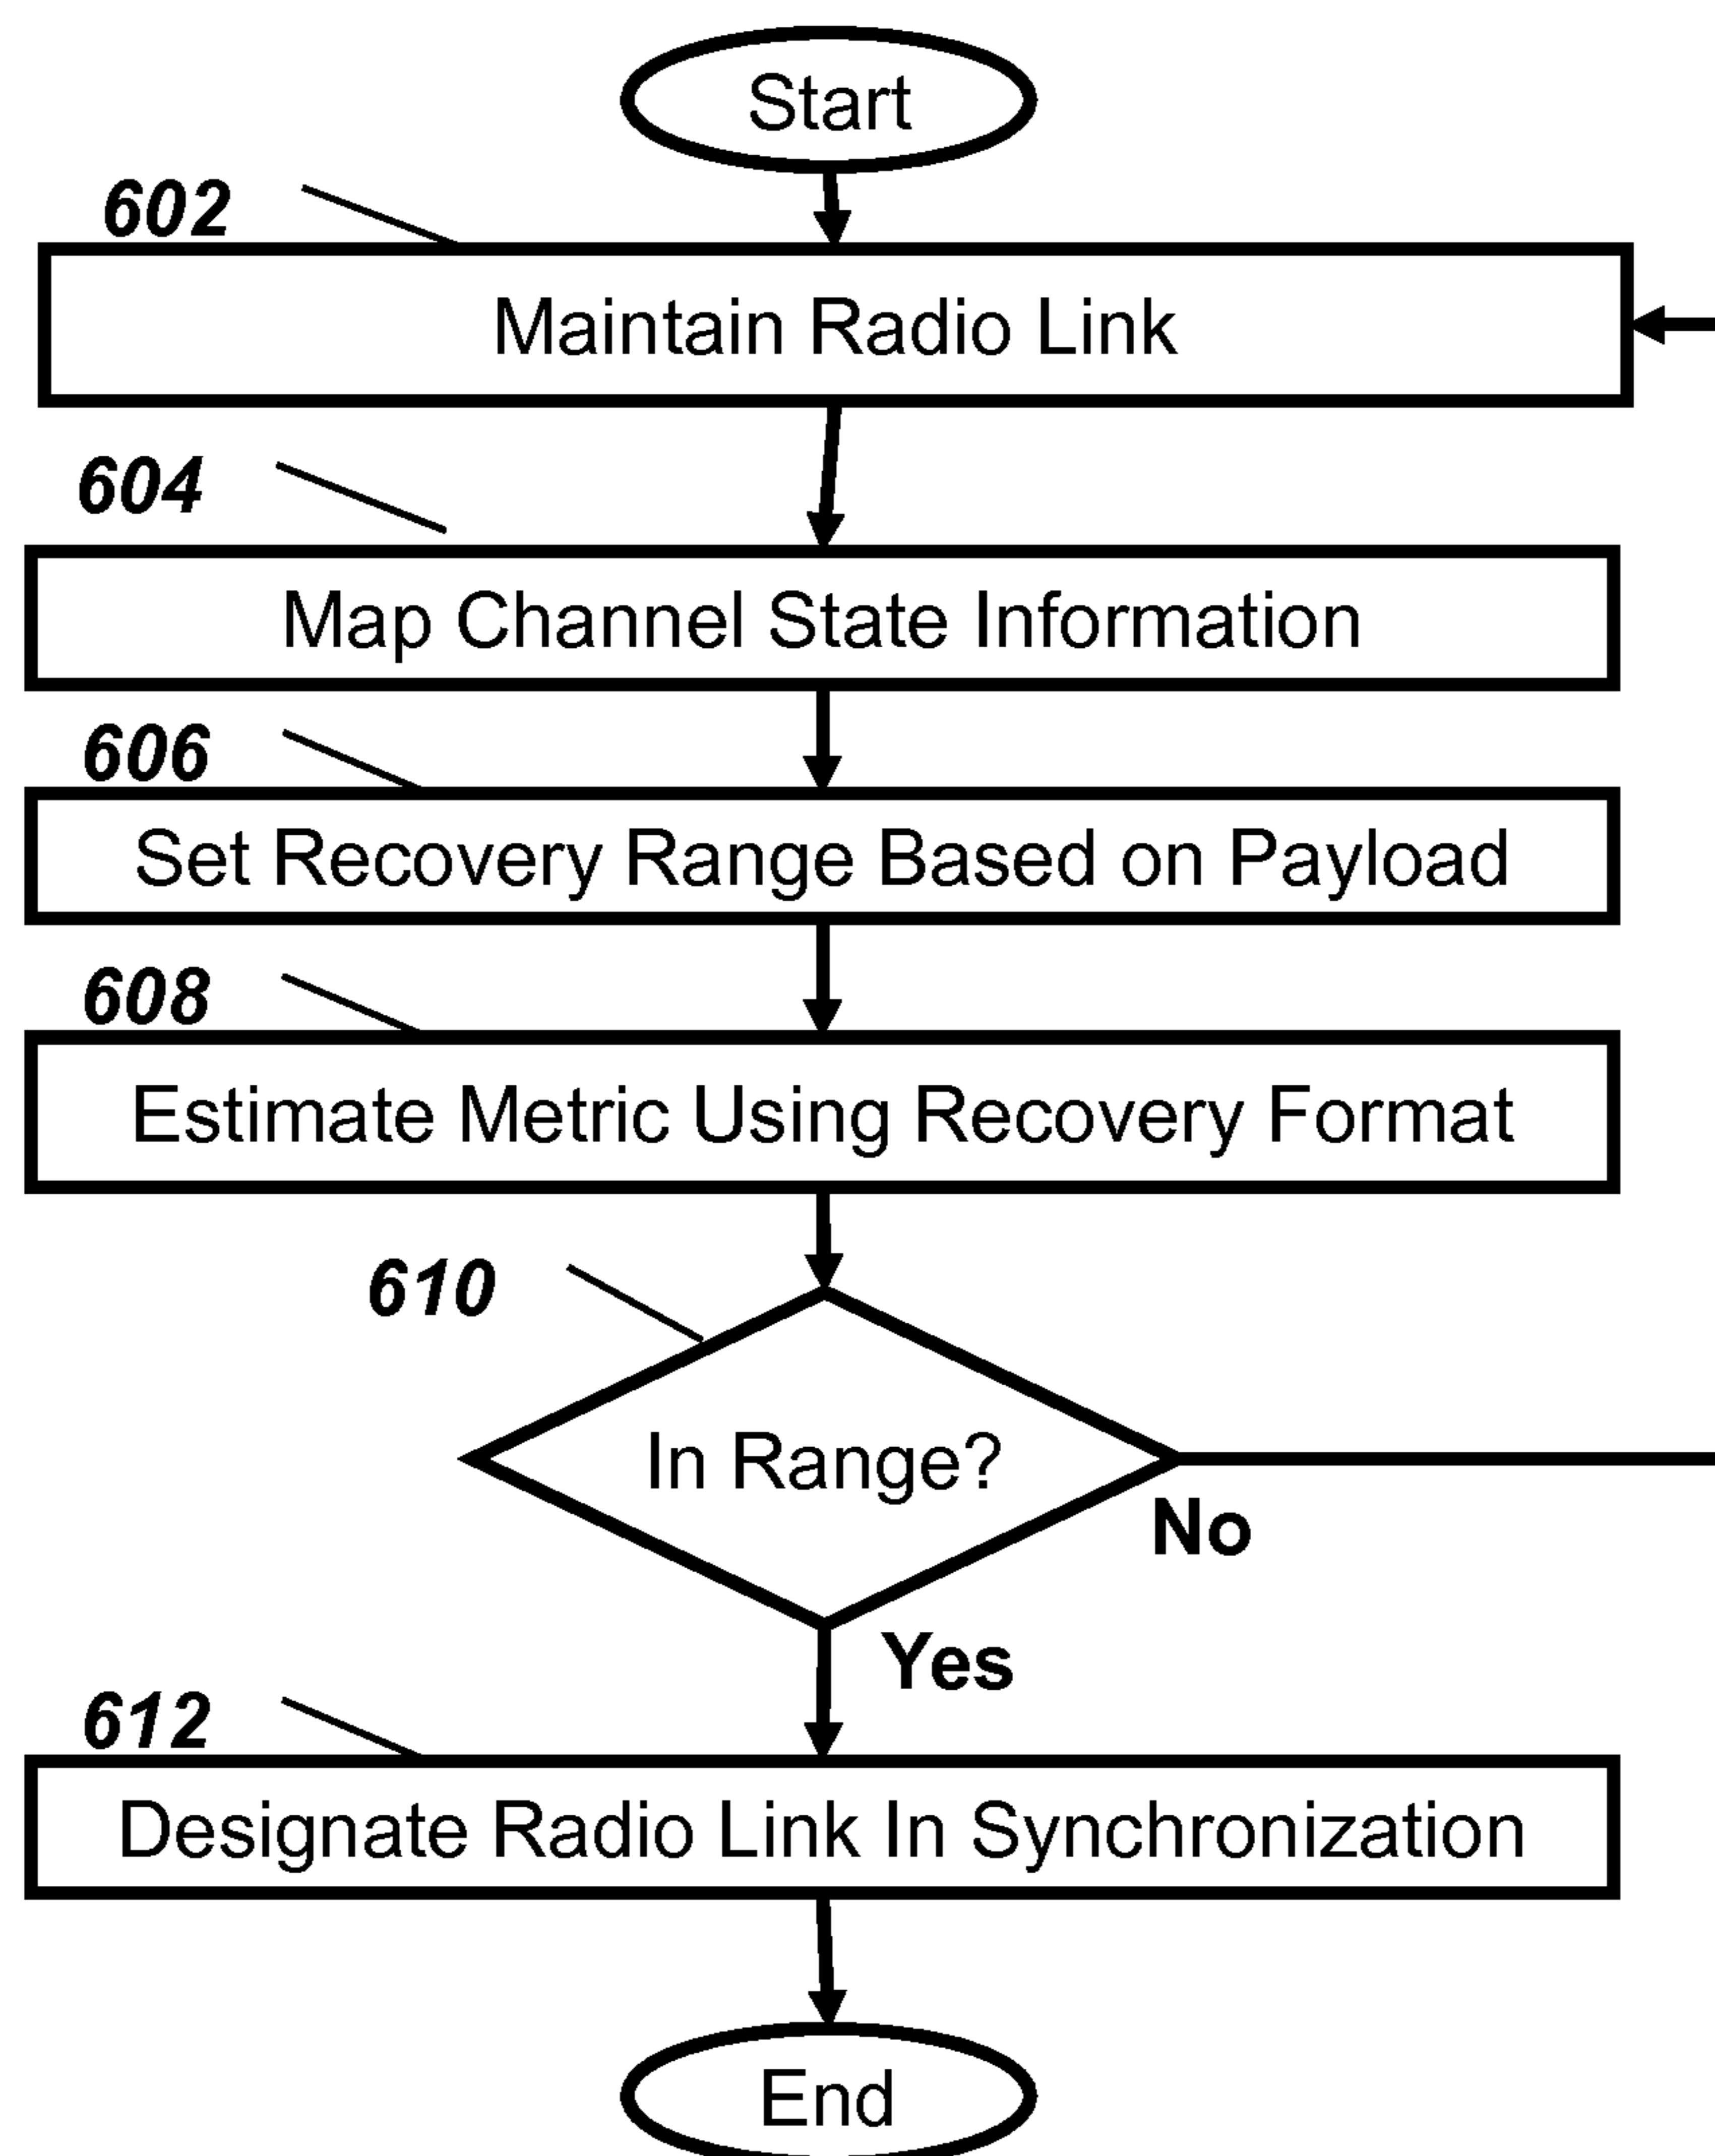 Start
602
Maintain Radio Link
604
Map Channel State Information
606
Set Recovery Range Based on Payload
608
Estimate Metric Using Recovery Format
610
In Range?
No
Yes
612
Designate Radio Link In Synchronization
End